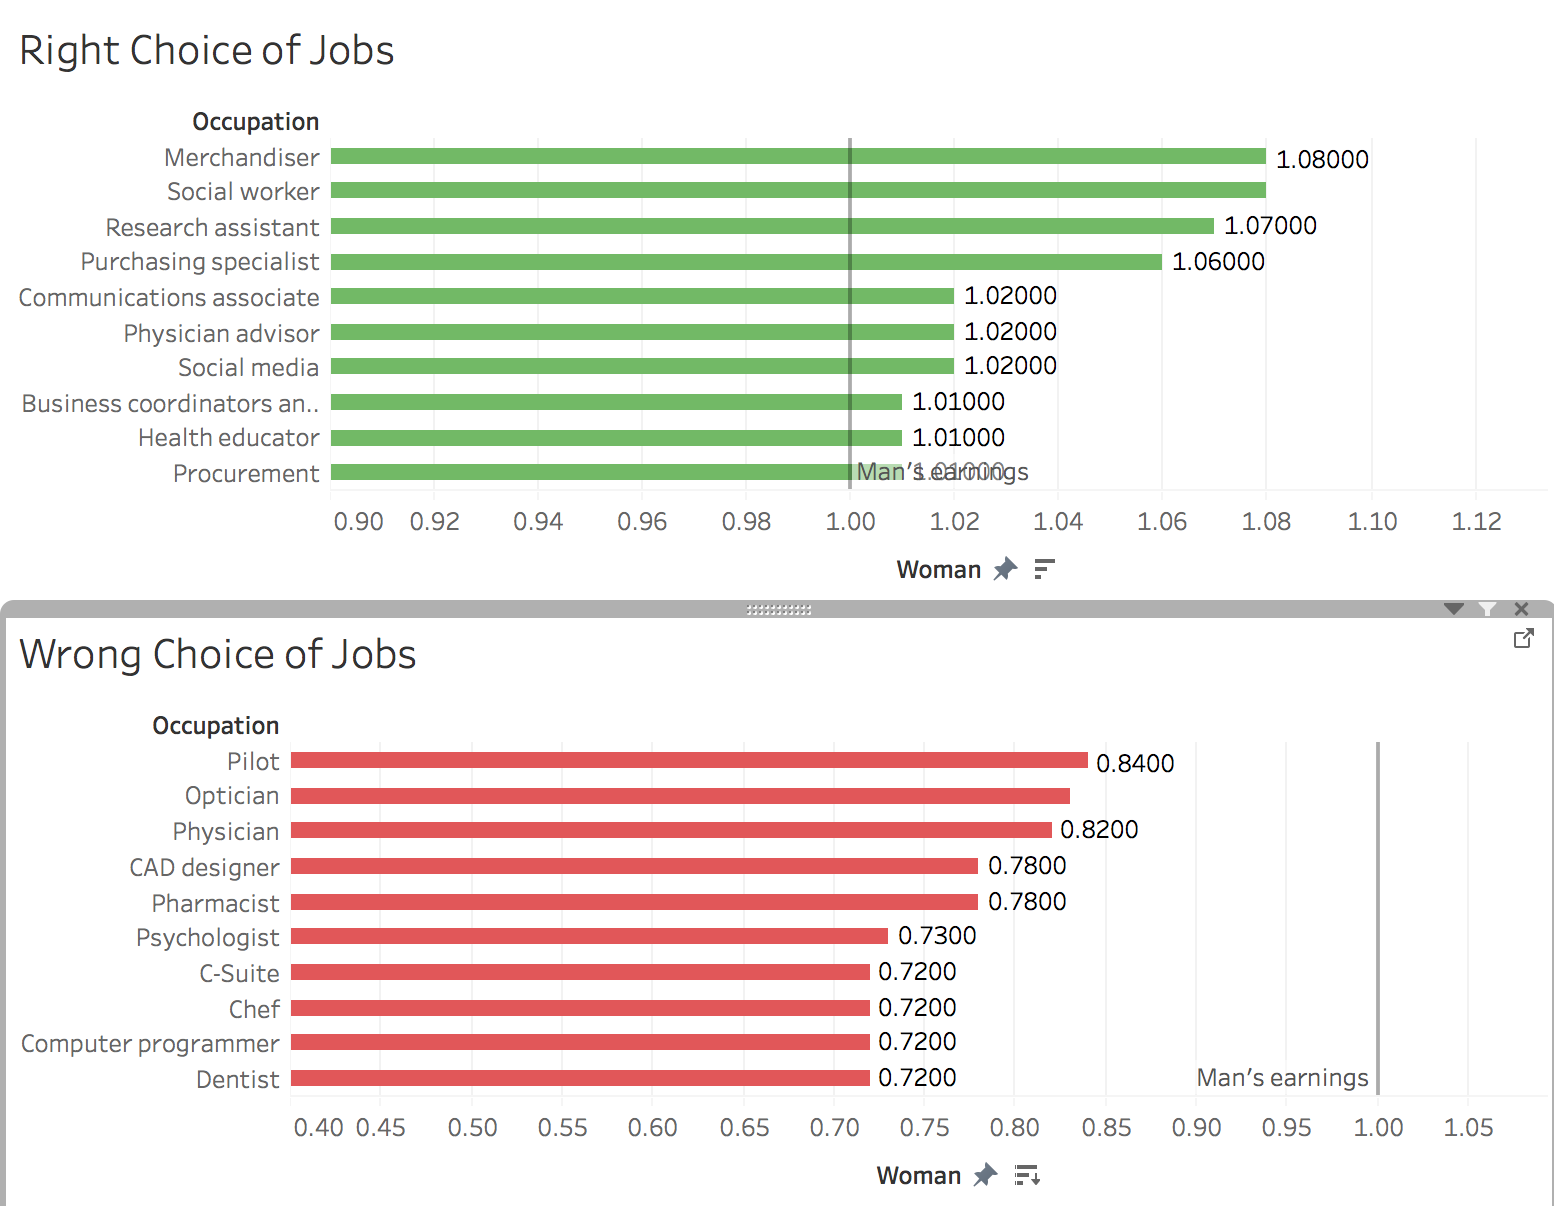 Right Choice of Jobs
Occupation
Merchandiser 1.08000
Social worker
Research assistant 1.07000
Purchasing specialist 1.06000
Communications associate 1.02000
Physician advisor 1.02000
Social media 1.02000
Business coordinators an.. 1.01000
Health educator 1.01000
Procurement Man's earnings 1.01000
0.90 0.92 0.94 0.96 0.98 1.00 1.02 1.04 1.06 1.08 1.10 1.12
Woman
Wrong Choice of Jobs
Occupation
Pilot 0.8400
Optician
Physician 0.8200
CAD designer 0.7800
Pharmacist 0.7800
Psychologist 0.7300
C-Suite 0.7200
Chef 0.7200
Computer programmer 0.7200
Dentist 0.7200 Man's earnings
0.40 0.45 0.50 0.55 0.60 0.65 0.70 0.75 0.80 0.85 0.90 0.95 1.00 1.05
Woman